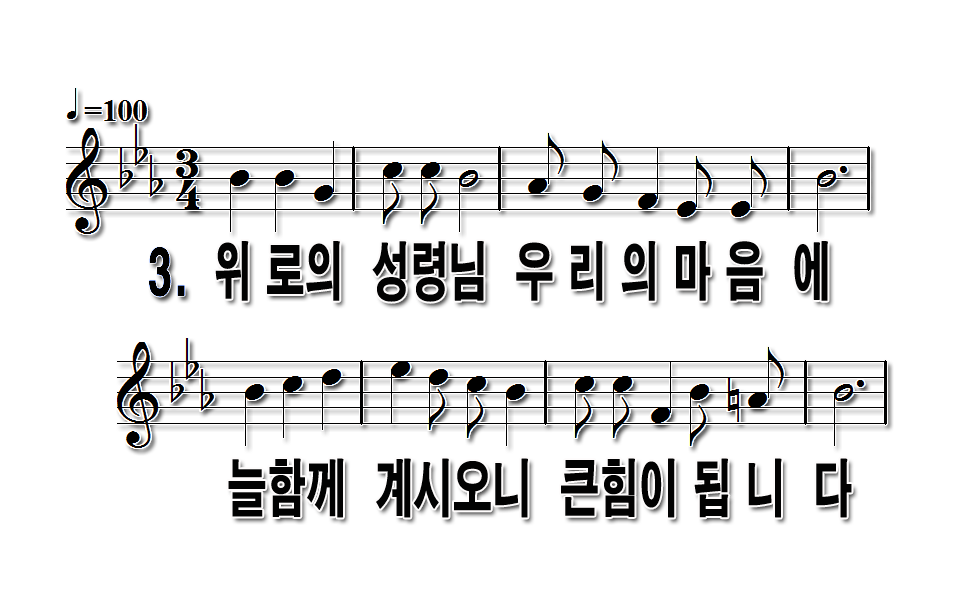 ♩=100
3. 위 로의 성령님 우 리 의 마 음 에
늘함께 계시오니 큰힘이 됩 니 다